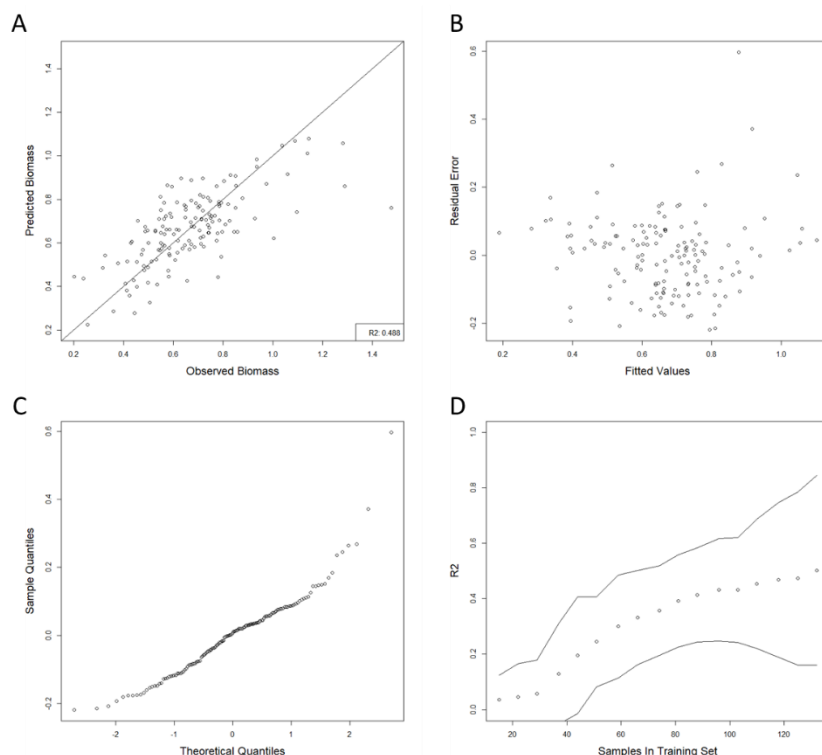 A
B
1.4
1.2
1.0
0.8
0.6
0.4
0.2
Predicted Biomass
R2: 0.488
0.2 0.4 0.6 0.8 1.0 1.2 1.4
Observed Biomass
0.6
0.4
0.2
0.0
-0.2
Residual Error
0.2 0.4 0.6 0.8 1.0
Fitted Values
C
D
0.6
0.4
0.2
0.0
-0.2
Sample Quantiles
-2 -1 0 1 2
Theoretical Quantiles
1.0
0.8
0.6
0.4
0.2
0.0
R2
20 40 60 80 100 120
Samples In Training Set